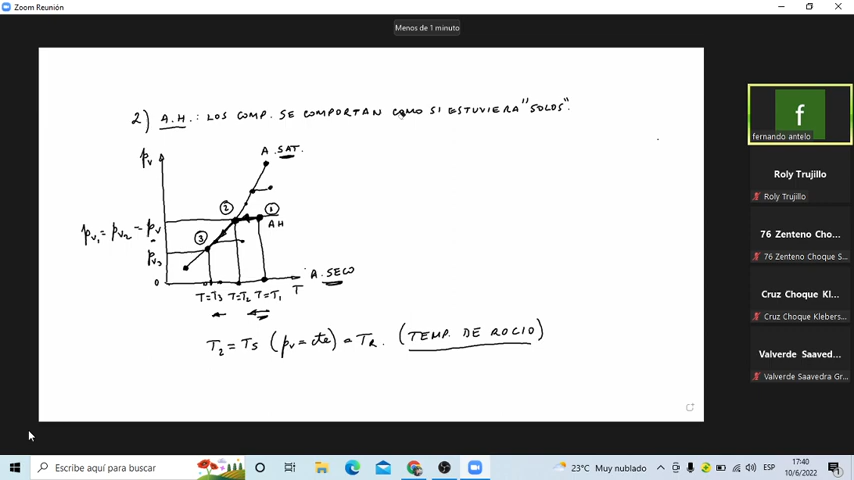 Zoom Reunión
Menos de 1 minuto
2) A.H.: LOS COMP. SE COMPORTAN COMO SI ESTUVIERA "SOLOS".
pv
A. SAT.
2
1
AH
pv1 = pv2 = pv
3
pv3
0
A. SECO
T=T3 T=T2 T=T1 T
T2 = TS (pv = cte) = TR. (TEMP. DE ROCIO)
f
fernando antelo
Roly Trujillo
Roly Trujillo
76 Zenteno Cho...
76 Zenteno Choque S...
Cruz Choque Kl...
Cruz Choque Klebers...
Valverde Saaved...
Valverde Saavedra Gr...
Escribe aquí para buscar
23°C Muy nublado
ESP
17:40
10/6/2022
1